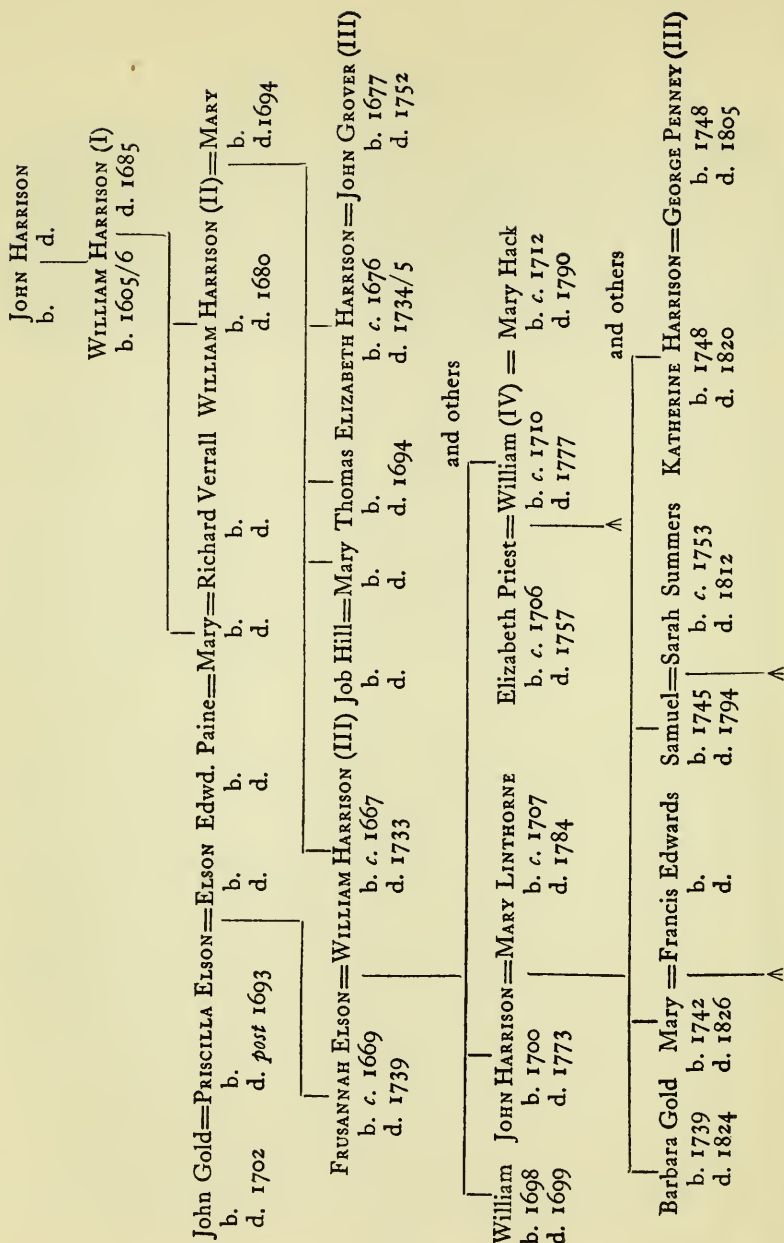 JOHN HARRISON
b. d.
WILLIAM HARRISON (I)
b. 1605/6 d. 1685
John Gold=PRISCILLA ELSON=ELSON Edwd. Paine=Mary=Richard Verrall WILLIAM HARRISON (II)=MARY
b. b. b. b. b. b. b. b.
d. 1702 d. post 1693 d. d. d. d. d. 1680 d.1694
FRUSANNAH ELSON=WILLIAM HARRISON (III) Job Hill=Mary Thomas ELIZABETH HARRISON=JOHN GROVER (III)
b. c. 1669 b. c. 1667 b. b. b. b. c. 1676 b. 1677
d. 1739 d. 1733 d. d. d. 1694 d. 1734/5 d. 1752
and others
William JOHN HARRISON=MARY LINTHORNE Elizabeth Priest=William (IV) = Mary Hack
b. 1698 b. 1700 b. c. 1707 b. c. 1706 b. c. 1710 b. c. 1712
d. 1699 d. 1773 d. 1784 d. 1757 d. 1777 d. 1790
and others
Barbara Gold Mary =Francis Edwards Samuel=Sarah Summers KATHERINE HARRISON=GEORGE PENNEY (III)
b. 1739 b. 1742 b. b. 1745 b. c. 1753 b. 1748 b. 1748
d. 1824 d. 1826 d. d. 1794 d. 1812 d. 1820 d. 1805